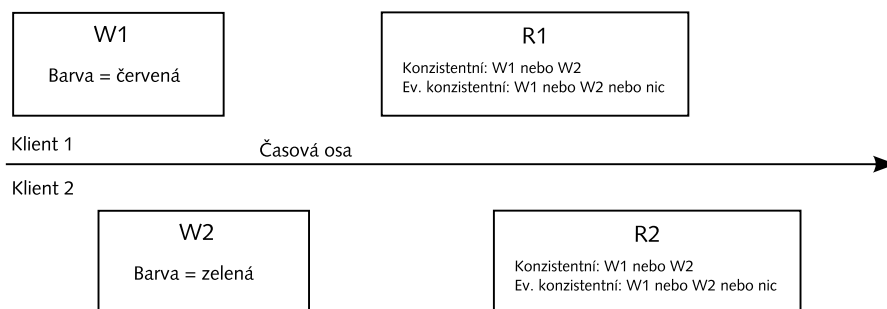 W1
Barva = červená
R1
Konzistentní: W1 nebo W2
Ev. konzistentní: W1 nebo W2 nebo nic
Klient 1
Časová osa
Klient 2
W2
Barva = zelená
R2
Konzistentní: W1 nebo W2
Ev. konzistentní: W1 nebo W2 nebo nic